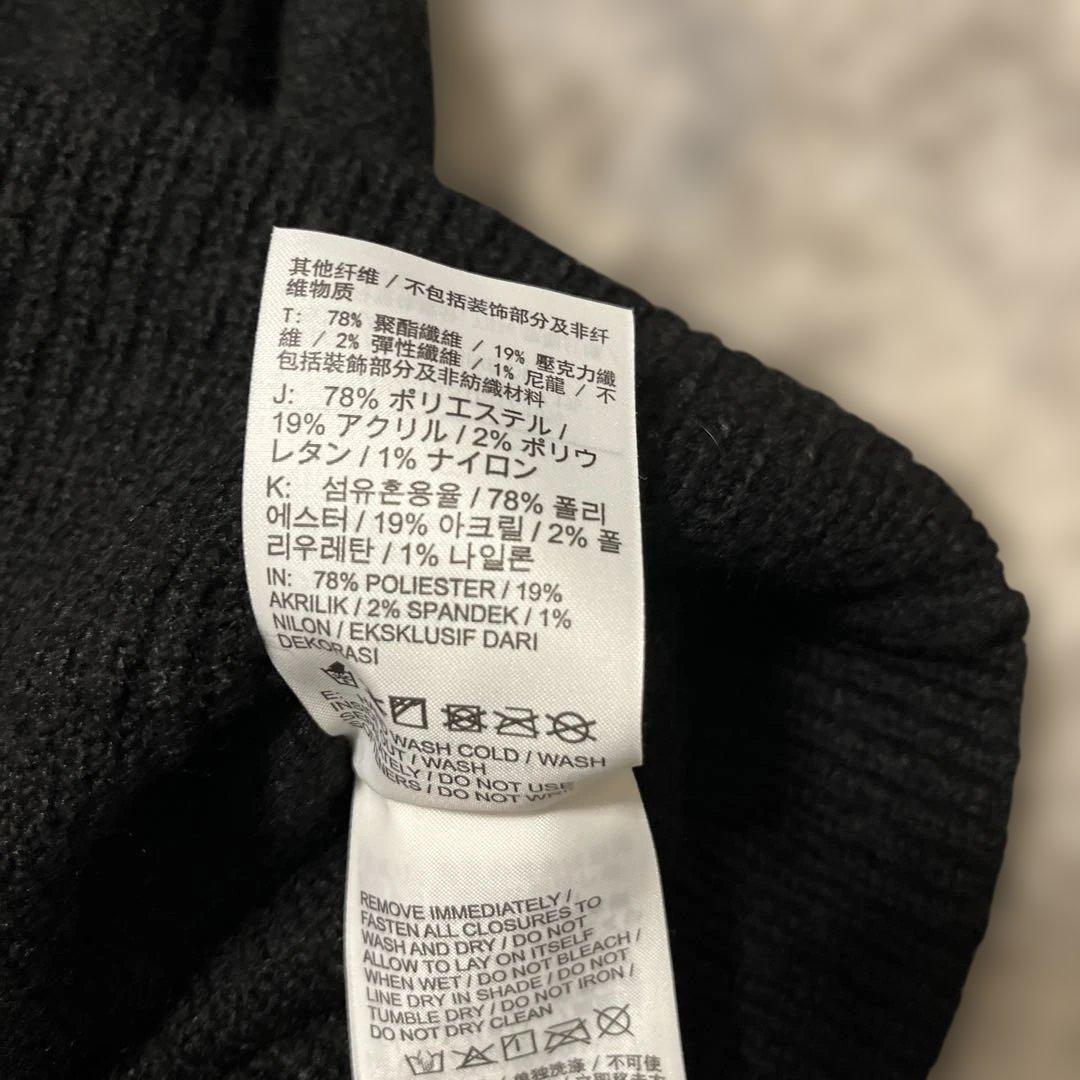 其他纤维 / 不包括装饰部分及非纤
维物质
T: 78% 聚酯纖維 / 19% 壓克力纖
維 / 2% 彈性纖維 / 1% 尼龍 / 不
包括裝飾部分及非紡織材料
J: 78% ポリエステル /
19% アクリル / 2% ポリウ
レタン / 1% ナイロン
K: 섬유혼용율 / 78% 폴리
에스터 / 19% 아크릴 / 2% 폴
리우레탄 / 1% 나일론
IN: 78% POLIESTER / 19%
AKRILIK / 2% SPANDEK / 1%
NILON / EKSKLUSIF DARI
DEKORASI
E:
WASH COLD / WASH
/ WASH
/ DO NOT USE
/ DO NOT
REMOVE IMMEDIATELY /
FASTEN ALL CLOSURES TO
WASH AND DRY / DO NOT
ALLOW TO LAY ON ITSELF
WHEN WET / DO NOT BLEACH /
LINE DRY IN SHADE / DO NOT
TUMBLE DRY / DO NOT IRON /
DO NOT DRY CLEAN
单独洗涤 / 不可使